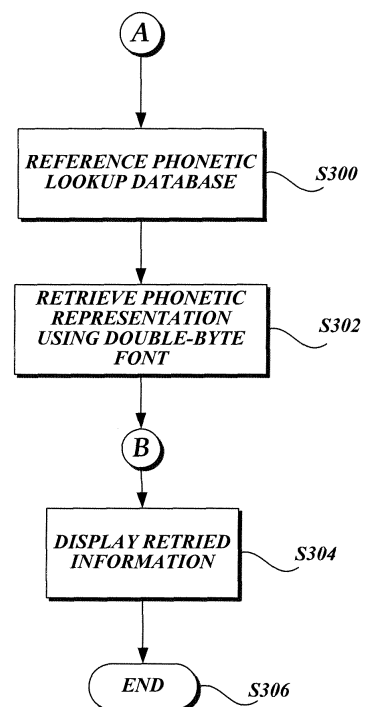 A
REFERENCE PHONETIC
LOOKUP DATABASE
S300
RETRIEVE PHONETIC
REPRESENTATION
USING DOUBLE-BYTE
FONT
S302
B
DISPLAY RETRIED
INFORMATION
S304
END
S306